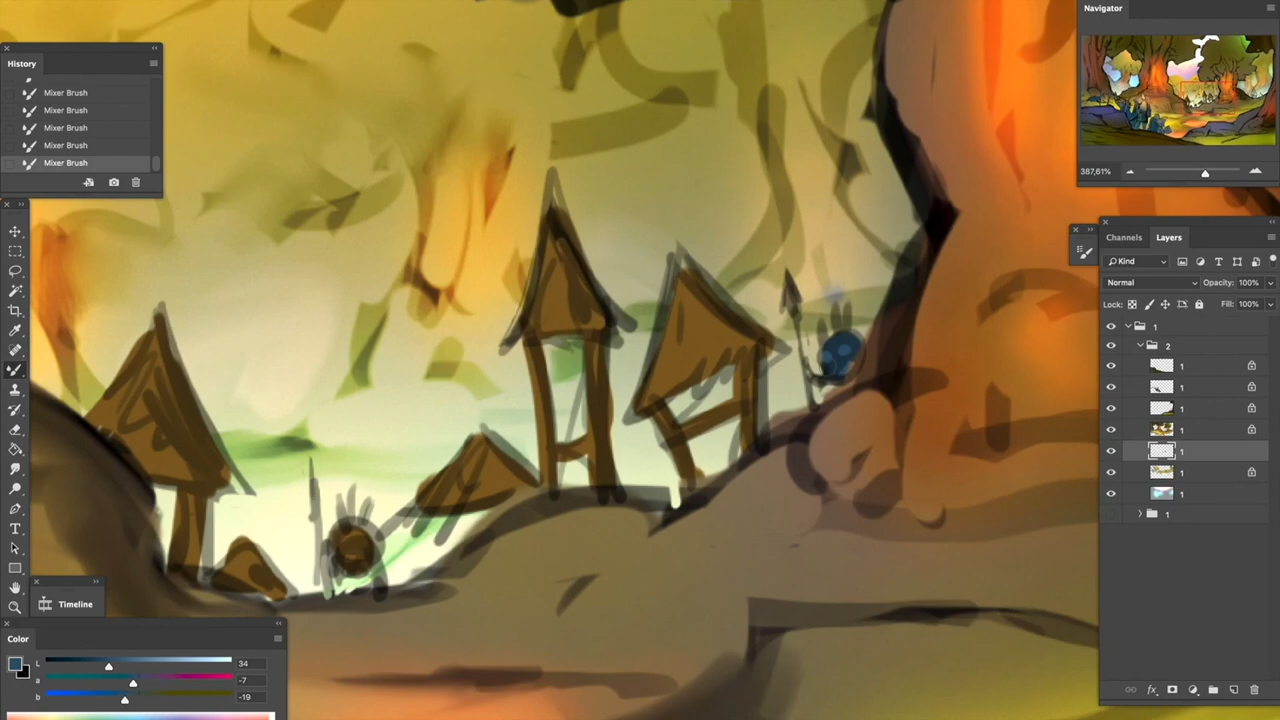 History
Mixer Brush
Mixer Brush
Mixer Brush
Mixer Brush
Mixer Brush
Navigator
387,61%
Channels
Layers
Kind
Normal
Opacity: 100%
Lock:
Fill: 100%
1
2
1
1
1
1
1
1
1
1
Timeline
Color
L
34
a
-7
b
-19
T
T
fx